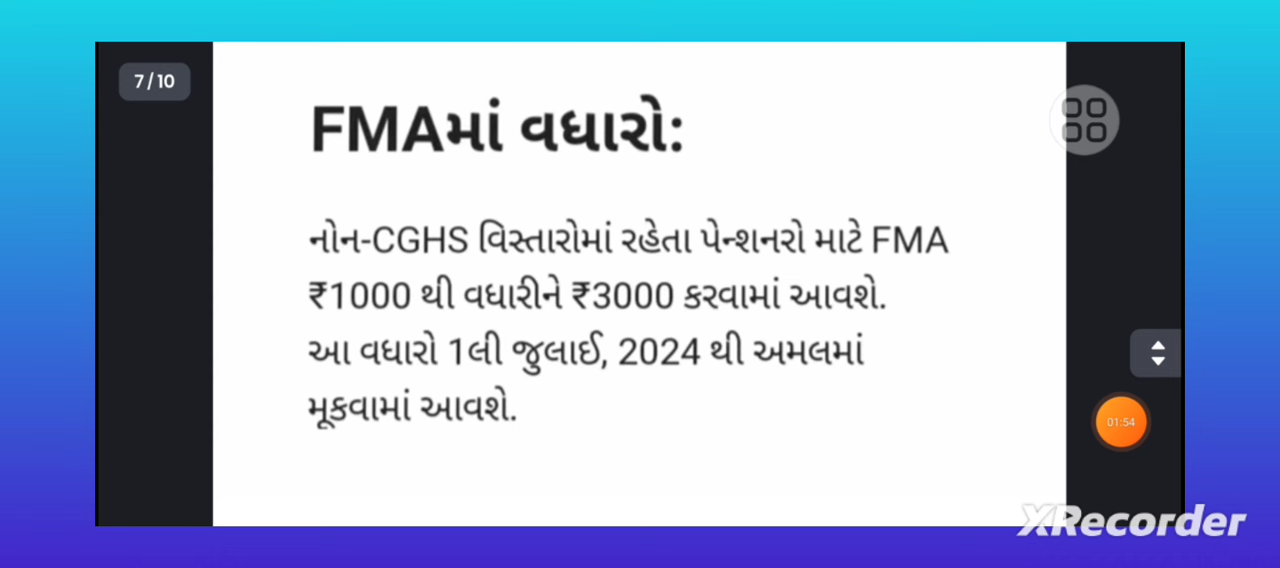 7/10
FMAમાં વધારો:
નોન-CGHS વિસ્તારોમાં રહેતા પેન્શનરો માટે FMA
₹1000 થી વધારીને ₹3000 કરવામાં આવશે.
આ વધારો 1લી જુલાઈ, 2024 થી અમલમાં
મૂકવામાં આવશે.
01:54
XRecorder